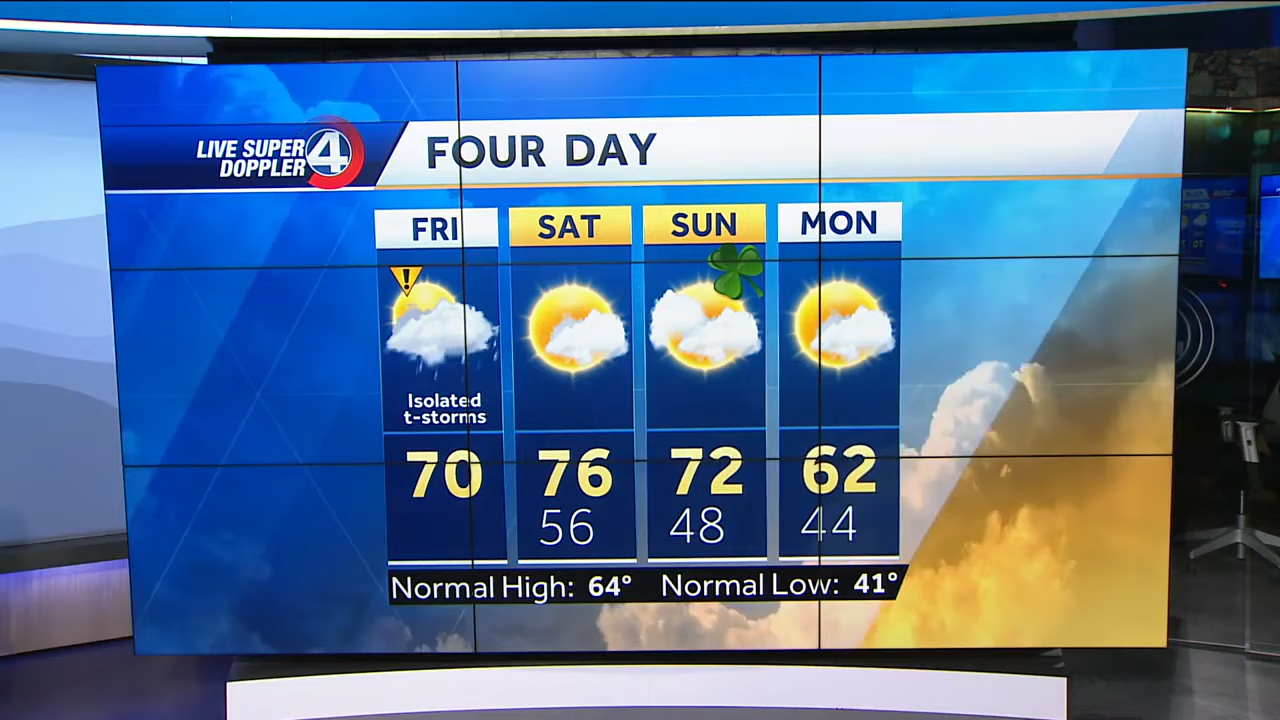 LIVE SUPER
DOPPLER
4
FOUR DAY
FRI
SAT
SUN
MON
!
Isolated
t-storms
70
76
72
62
56
48
44
Normal High: 64° Normal Low: 41°